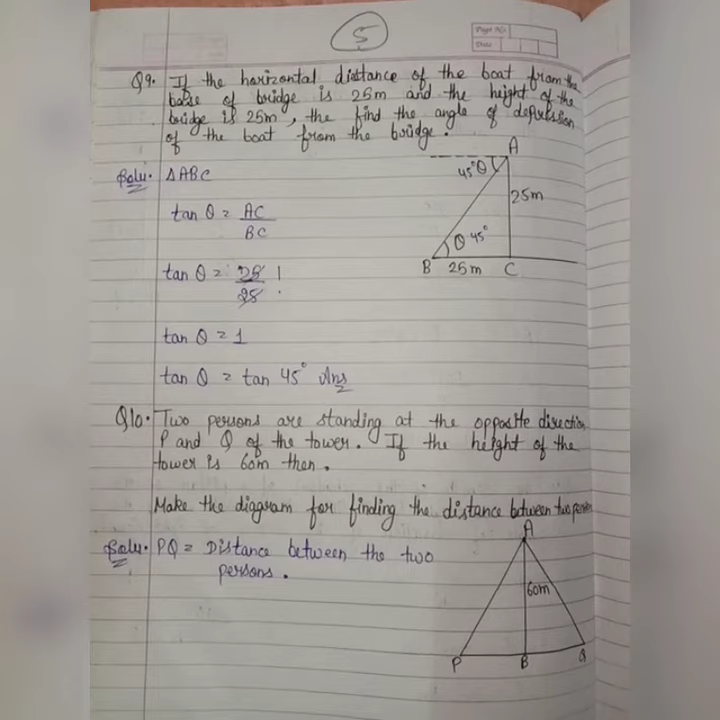 5
Page No.
Date
Q9. If the horizontal distance of the boat from the
base of bridge is 25m and the height of the
bridge is 25m, the find the angle of depression
of the boat from the bridge.
Solu. ΔABC
tan θ = AC
BC
tan θ = 25 1
25
tan θ = 1
tan θ = tan 45° Ans
A
45° θ
25m
θ 45°
B 25m C
Q10. Two persons are standing at the opposite direction
P and Q of the tower. If the height of the
tower is 60m then.
Make the diagram for finding the distance between two persons
Solu. PQ = Distance between the two
persons.
A
60m
P B Q